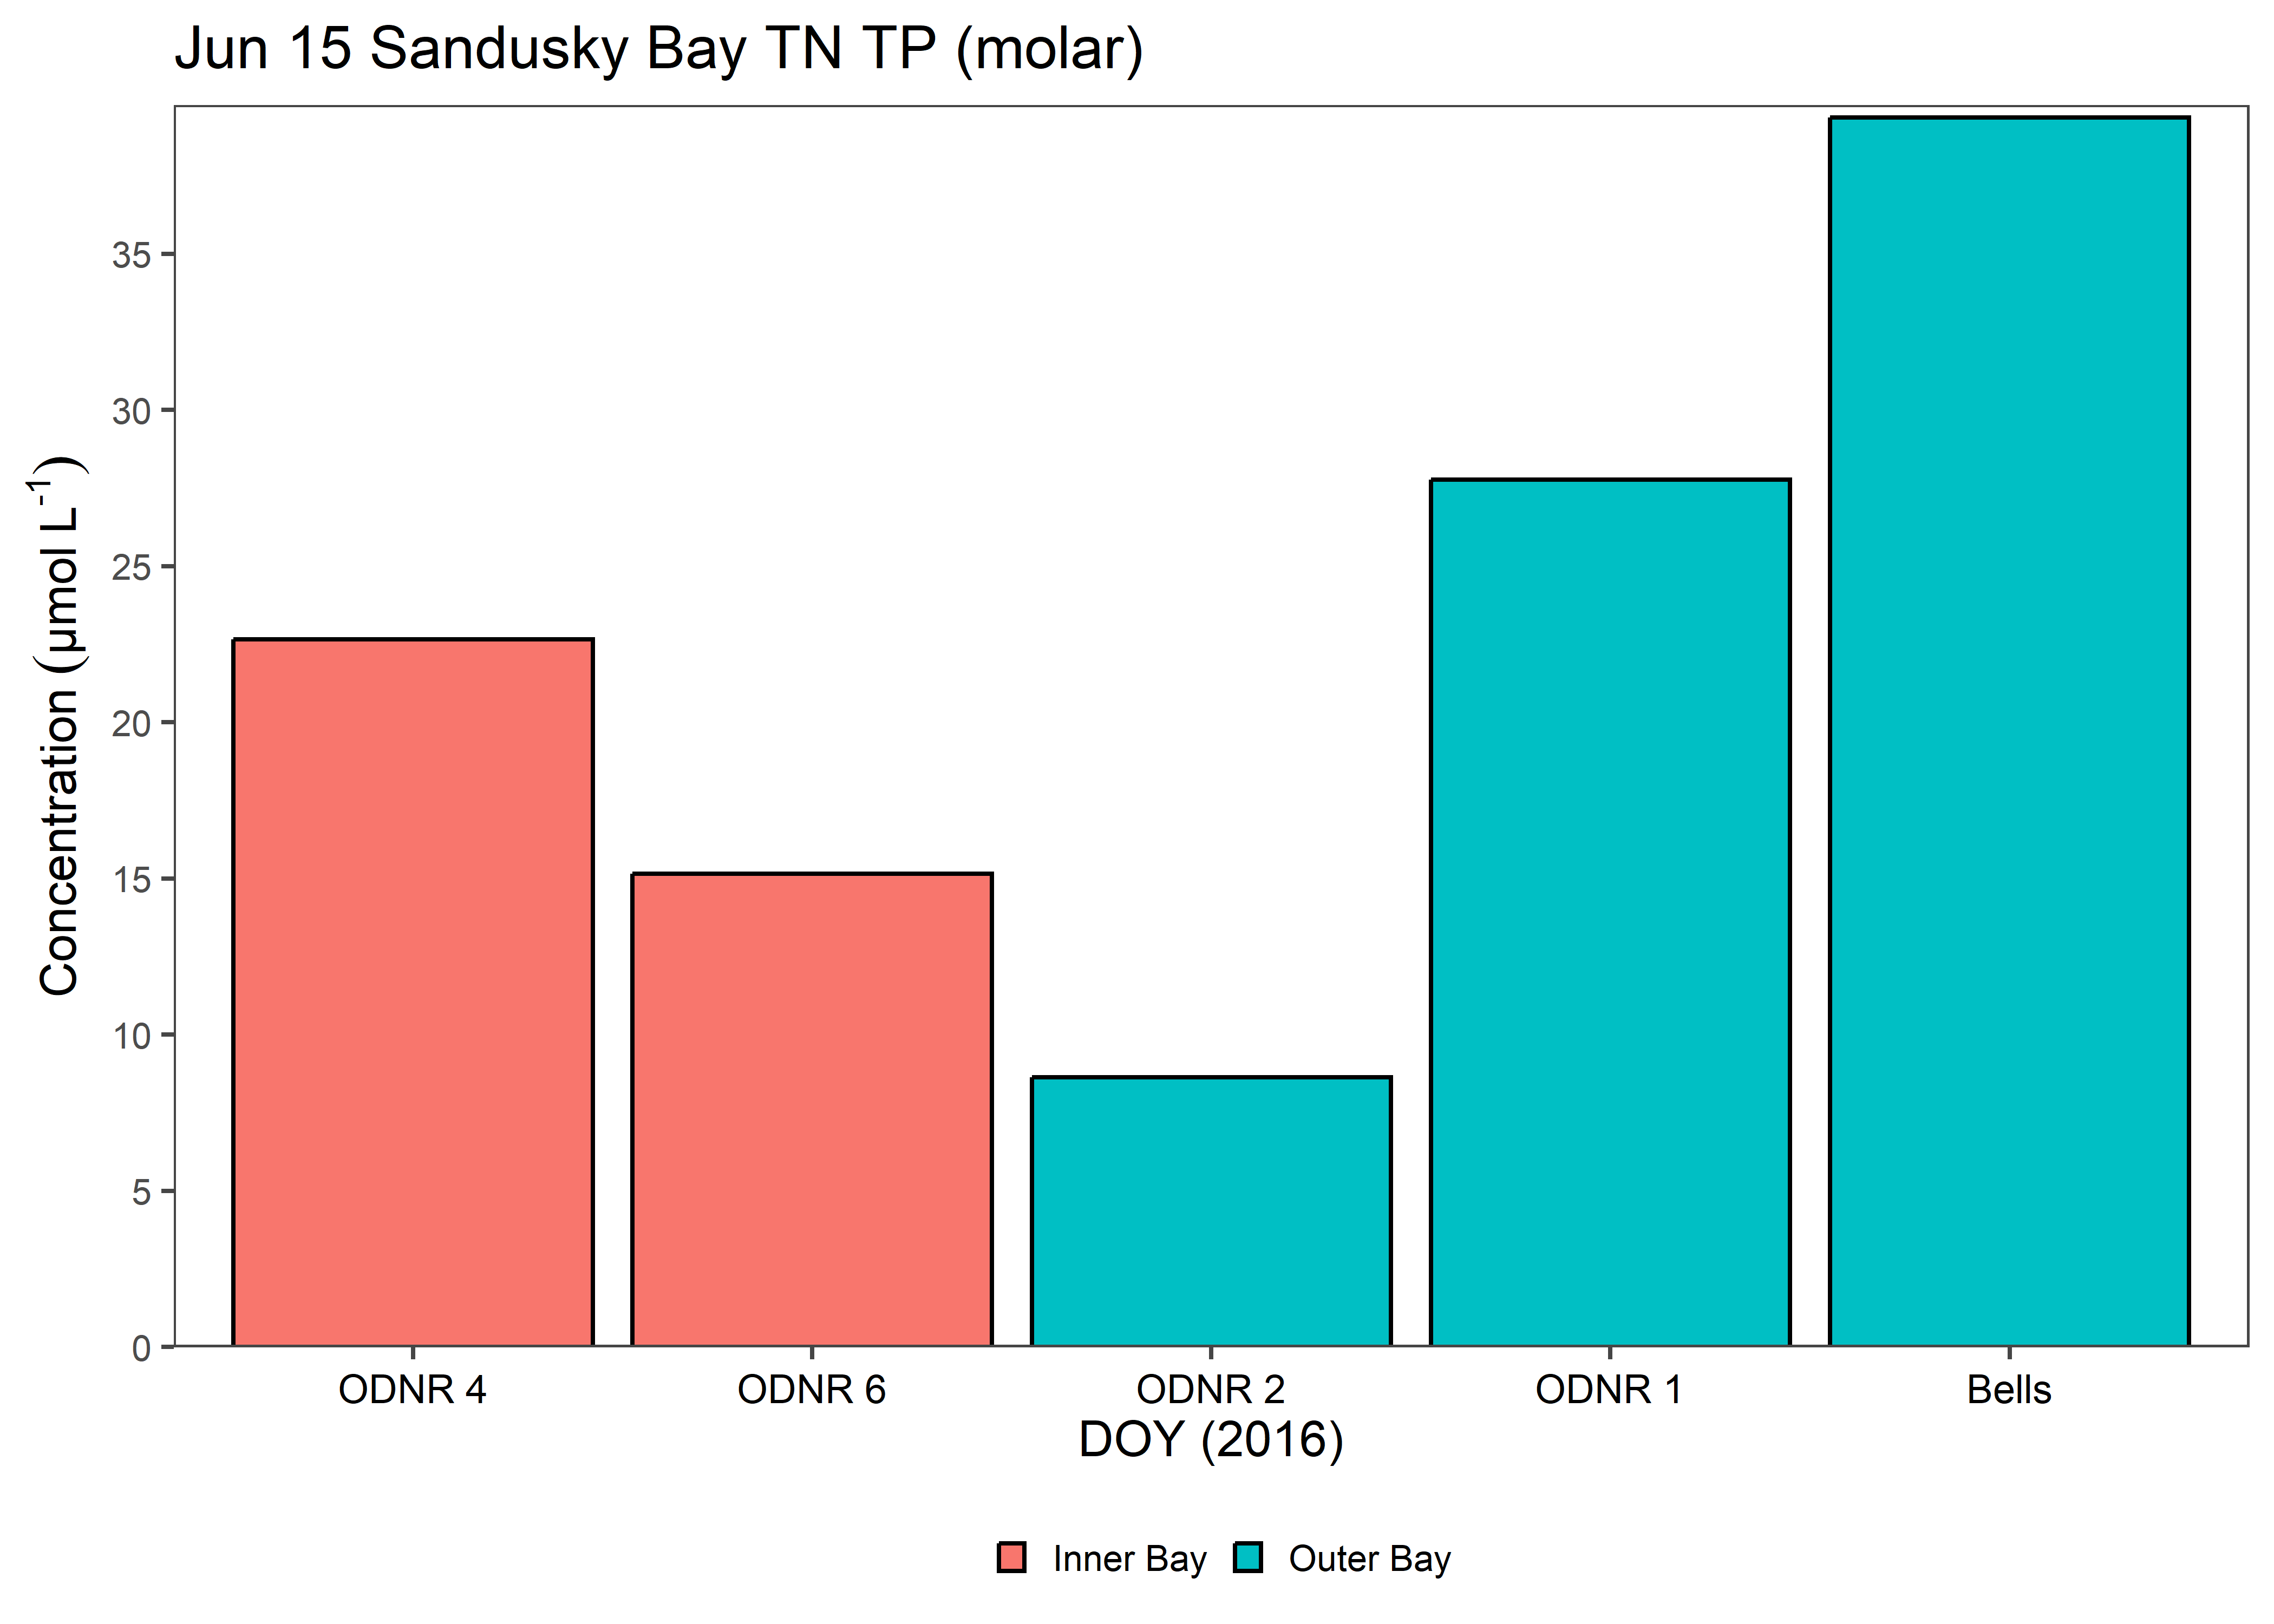 Jun 15 Sandusky Bay TN TP (molar)
Concentration (µmol L⁻¹)
35
30
25
20
15
10
5
0
ODNR 4 ODNR 6 ODNR 2 ODNR 1 Bells
DOY (2016)
Inner Bay Outer Bay